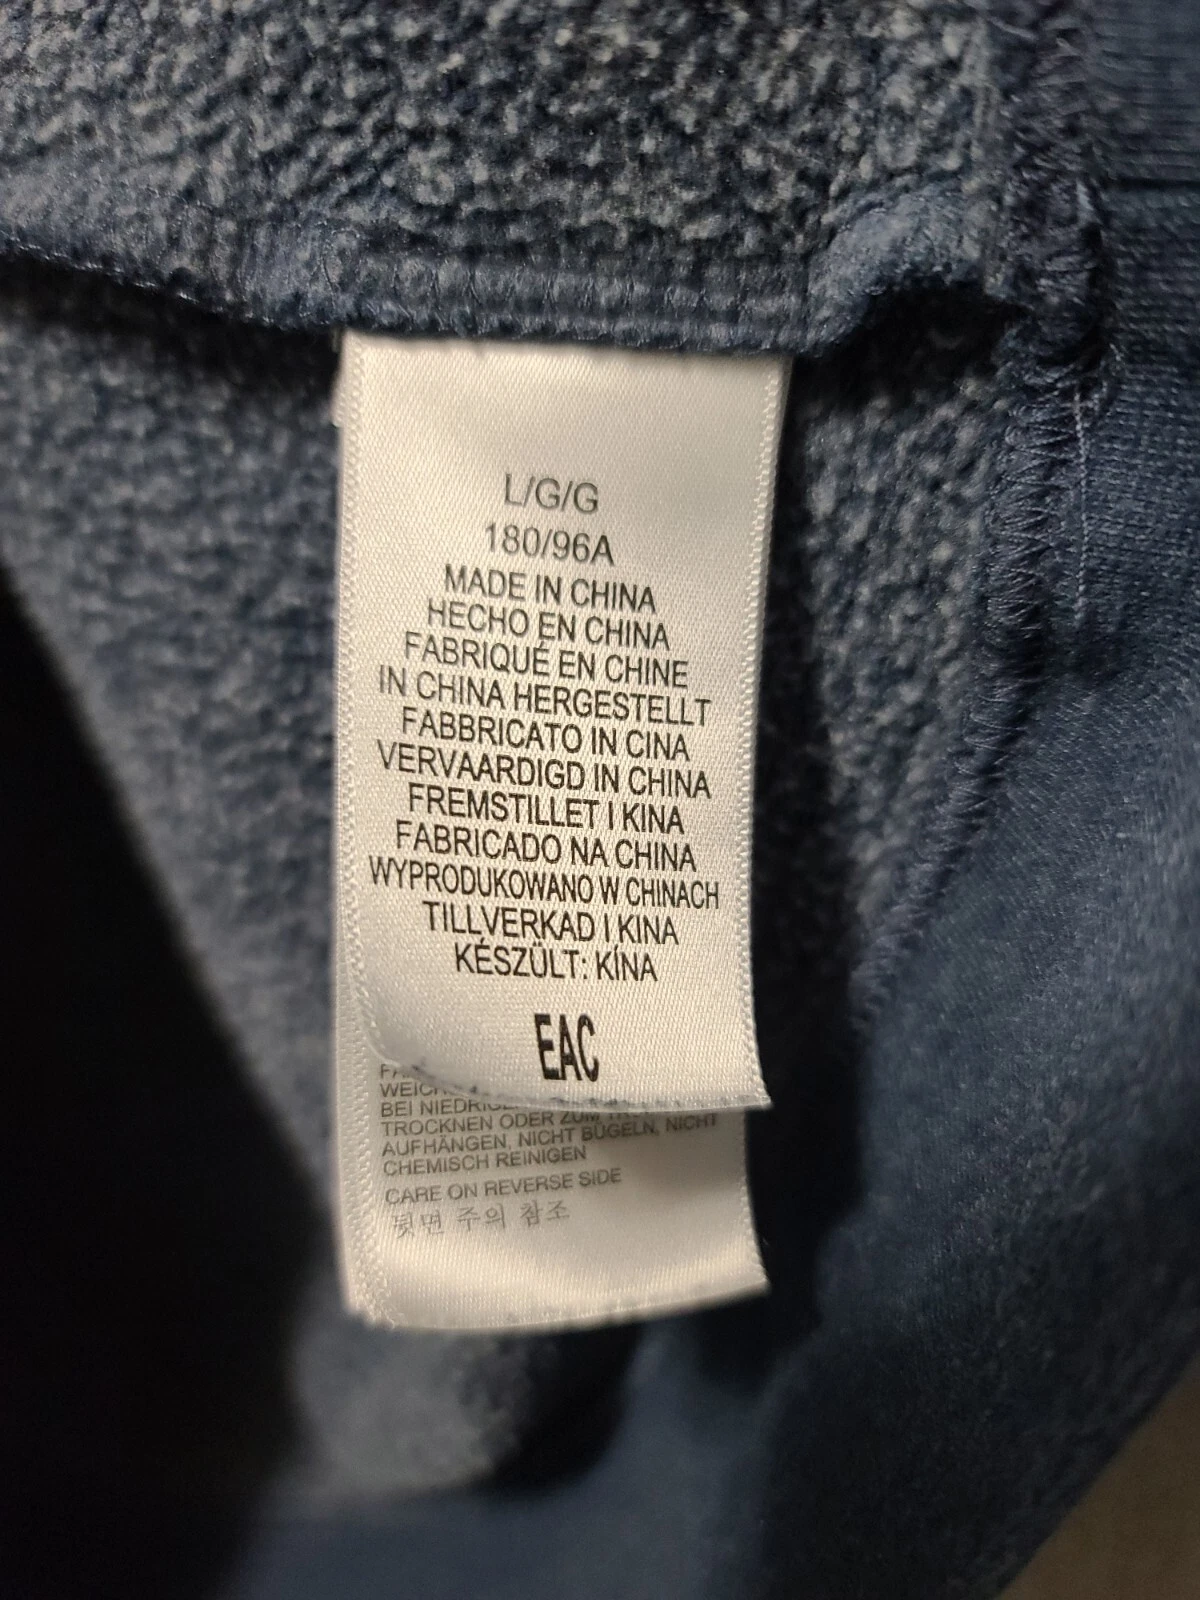 L/G/G
180/96A
MADE IN CHINA
HECHO EN CHINA
FABRIQUÉ EN CHINE
IN CHINA HERGESTELLT
FABBRICATO IN CINA
VERVAARDIGD IN CHINA
FREMSTILLET I KINA
FABRICADO NA CHINA
WYPRODUKOWANO W CHINACH
TILLVERKAD I KINA
KÉSZÜLT: KÍNA
EAC
BEI
TROCKNEN ODER ZUM
AUFHÄNGEN, NICHT BÜGELN, NICHT
CHEMISCH REINIGEN
CARE ON REVERSE SIDE
뒷면 주의 참조